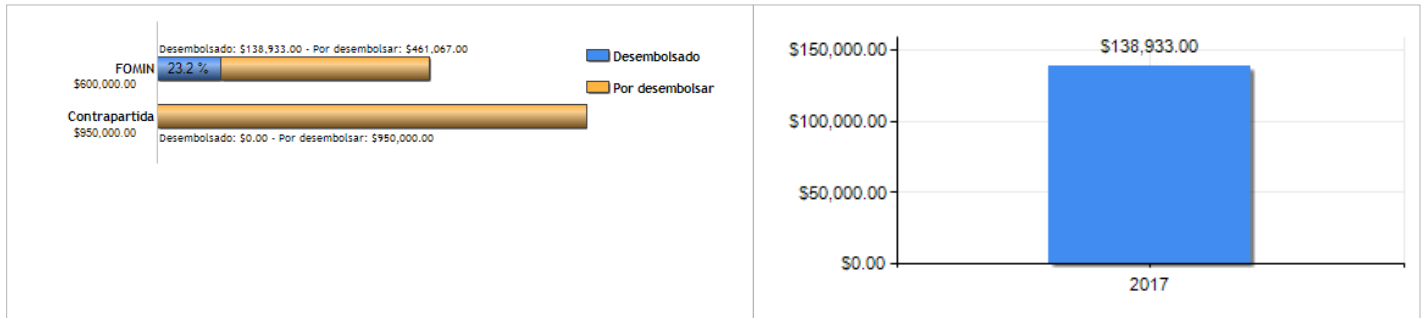 Desembolsado: $138,933.00 - Por desembolsar: $461,067.00
FOMIN
23.2 %
$600,000.00
Contrapartida
$950,000.00
Desembolsado: $0.00 - Por desembolsar: $950,000.00
Desembolsado
Por desembolsar
$150,000.00
$138,933.00
$100,000.00
$50,000.00
$0.00
2017